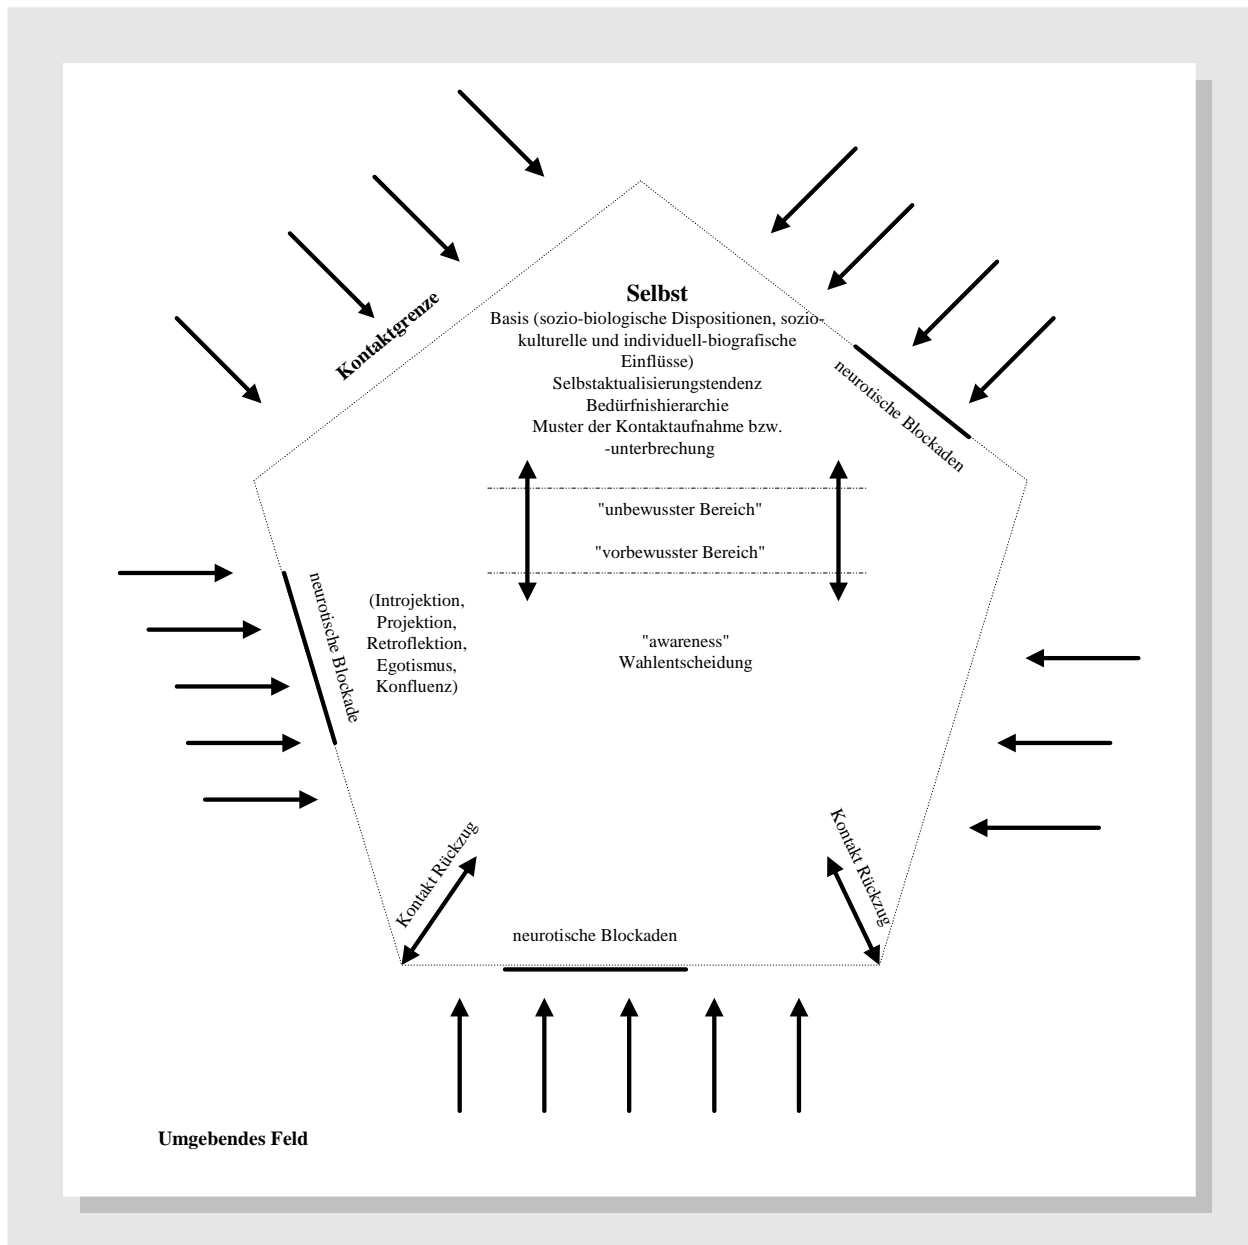 Selbst
Basis (sozio-biologische Dispositionen, sozio-
kulturelle und individuell-biografische
Einflüsse)
Selbstaktualisierungstendenz
Bedürfnishierarchie
Muster der Kontaktaufnahme bzw.
-unterbrechung
Kontaktgrenze
neurotische Blockaden
"unbewusster Bereich"
"vorbewusster Bereich"
neurotische Blockade
(Introjektion,
Projektion,
Retroflektion,
Egotismus,
Konfluenz)
"awareness"
Wahlentscheidung
Kontakt Rückzug
Kontakt Rückzug
neurotische Blockaden
Umgebendes Feld